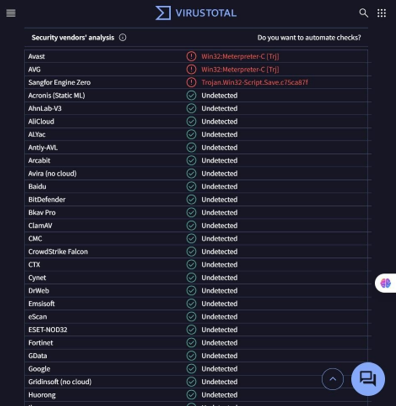 VIRUSTOTAL
Security vendors' analysis
Do you want to automate checks?
Avast Win32:Meterpreter-C [Trj]
AVG Win32:Meterpreter-C [Trj]
Sangfor Engine Zero Trojan.Win32-Script.Save.c75ca87f
Acronis (Static ML) Undetected
AhnLab-V3 Undetected
AliCloud Undetected
ALYac Undetected
Antiy-AVL Undetected
Arcabit Undetected
Avira (no cloud) Undetected
Baidu Undetected
BitDefender Undetected
Bkav Pro Undetected
ClamAV Undetected
CMC Undetected
CrowdStrike Falcon Undetected
CTX Undetected
Cynet Undetected
DrWeb Undetected
Emsisoft Undetected
eScan Undetected
ESET-NOD32 Undetected
Fortinet Undetected
GData Undetected
Google Undetected
Gridinsoft (no cloud) Undetected
Huorong Undetected